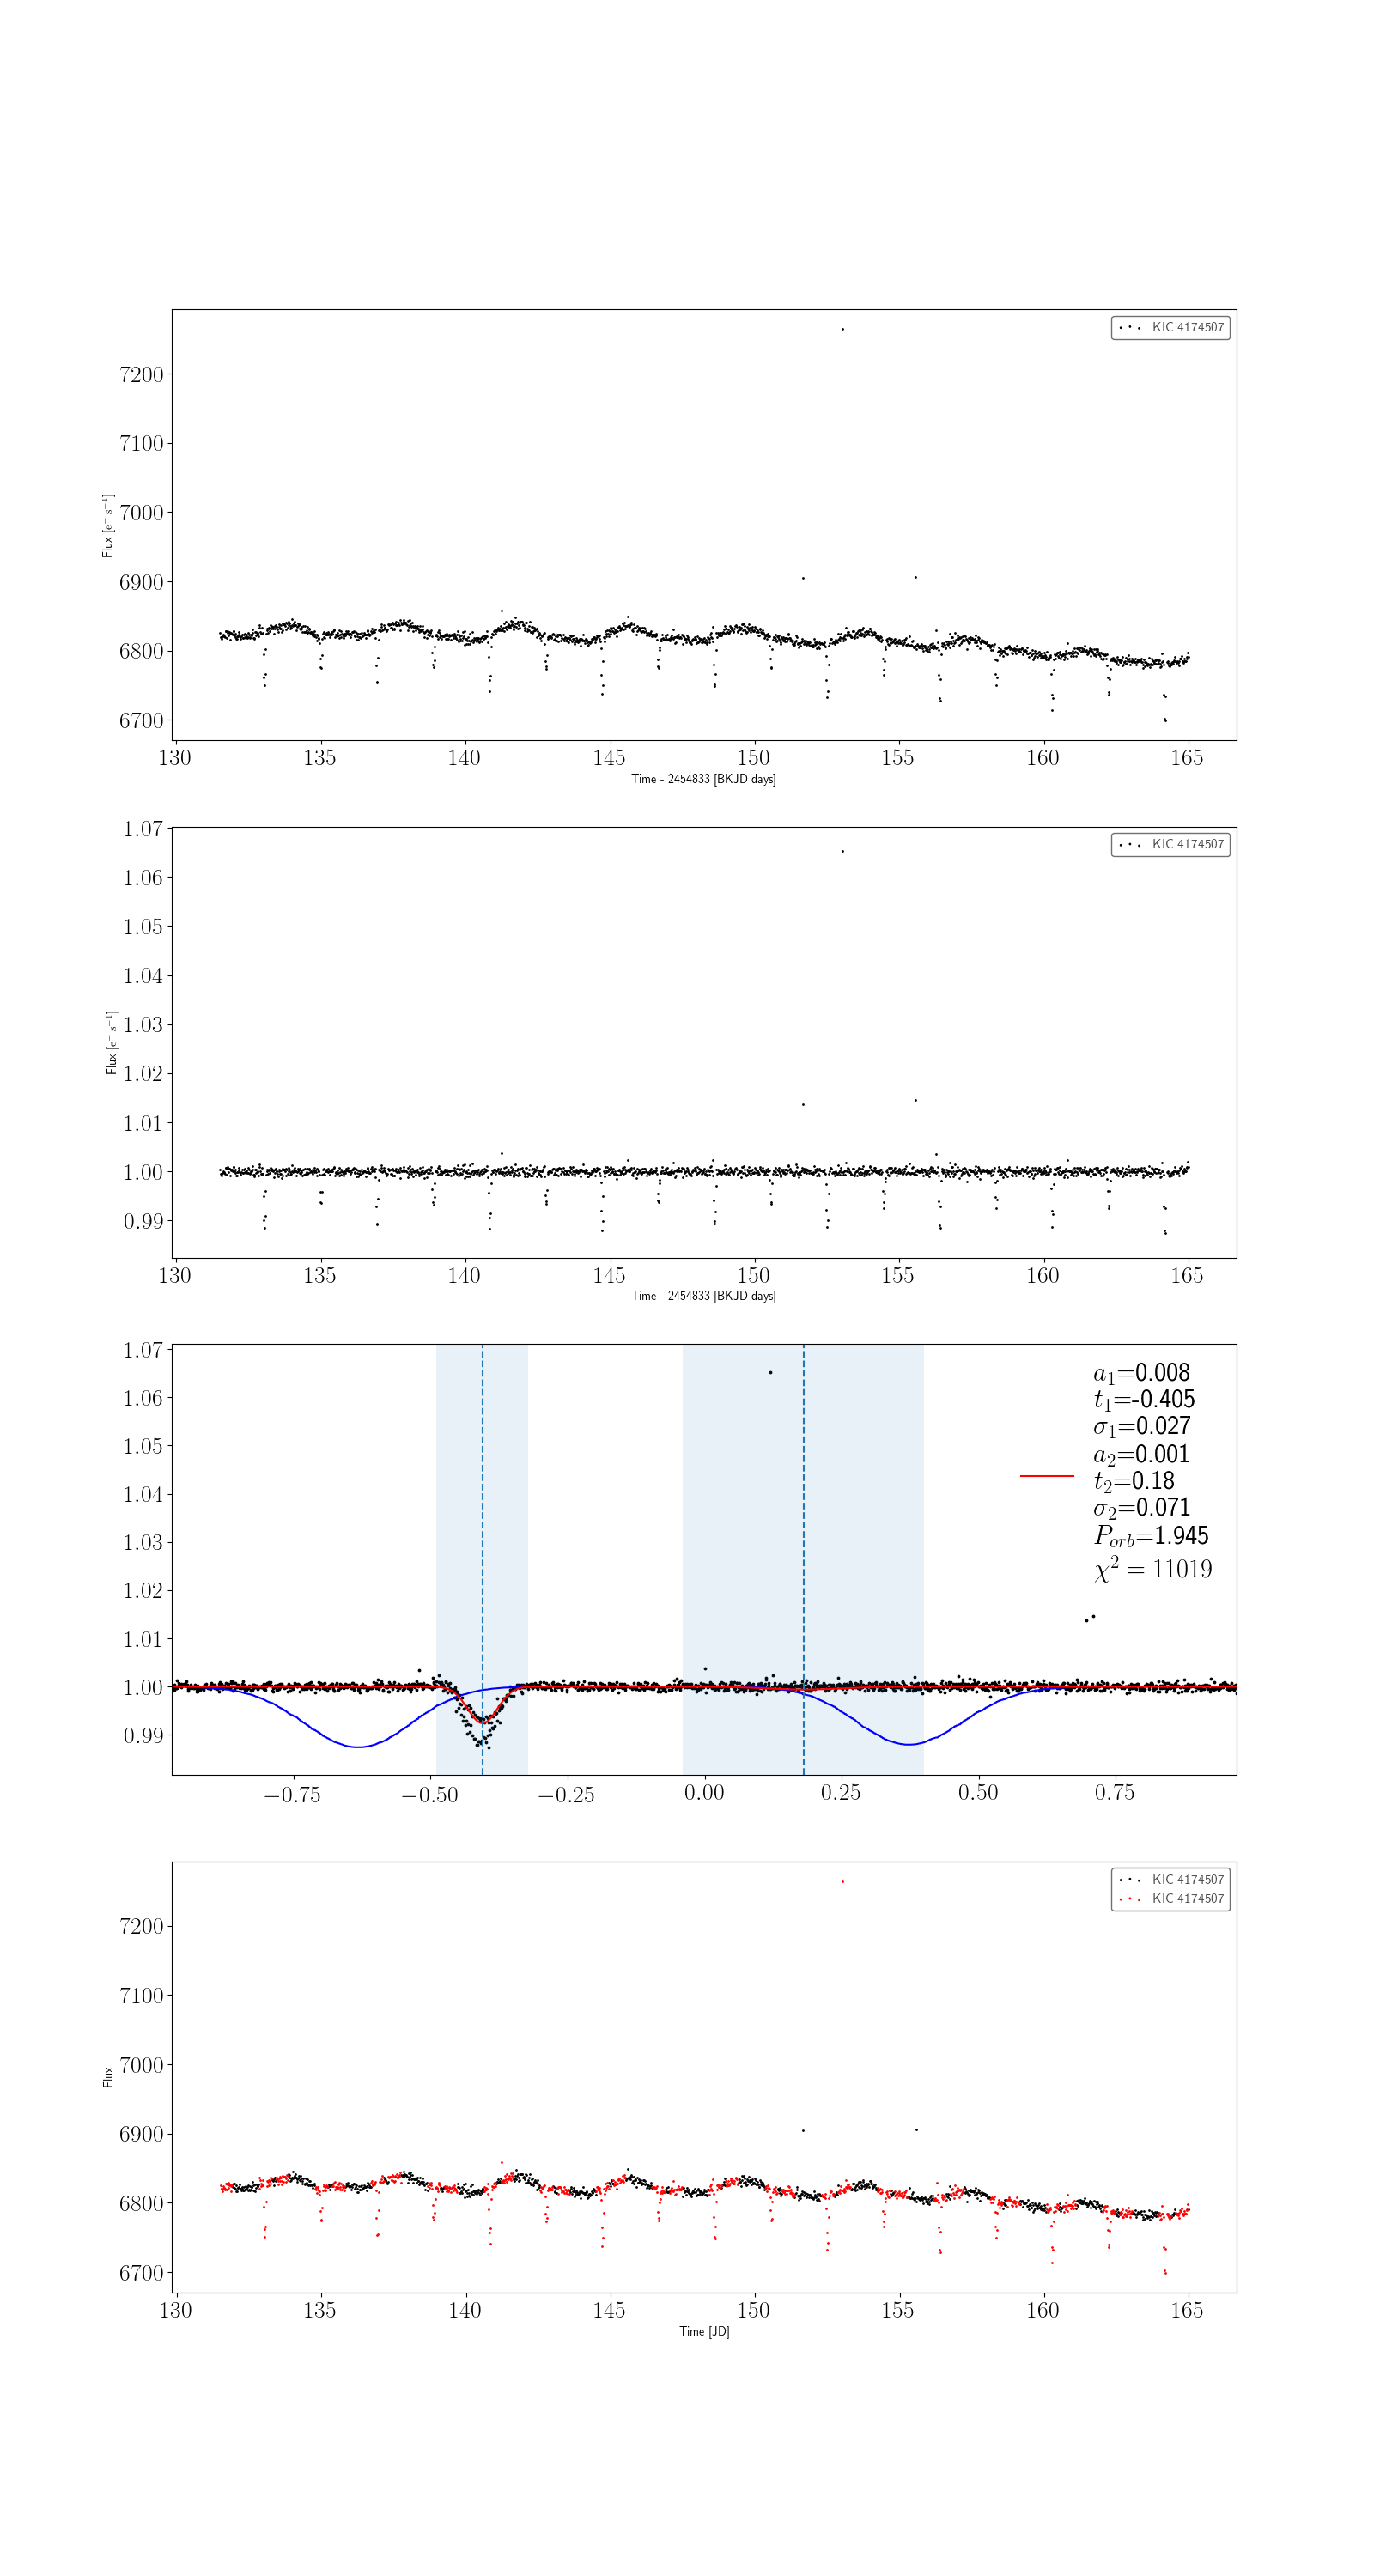 KIC 4174507
7200
7100
7000
6900
6800
6700
Flux [e⁻ s⁻¹]
130 135 140 145 150 155 160 165
Time - 2454833 [BKJD days]
KIC 4174507
1.07
1.06
1.05
1.04
1.03
1.02
1.01
1.00
0.99
Flux [e⁻ s⁻¹]
130 135 140 145 150 155 160 165
Time - 2454833 [BKJD days]
1.07
1.06
1.05
1.04
1.03
1.02
1.01
1.00
0.99
a₁=0.008
t₁=-0.405
σ₁=0.027
a₂=0.001
t₂=0.18
σ₂=0.071
P_orb=1.945
χ² = 11019
−0.75 −0.50 −0.25 0.00 0.25 0.50 0.75
KIC 4174507
KIC 4174507
7200
7100
7000
6900
6800
6700
Flux
130 135 140 145 150 155 160 165
Time [JD]